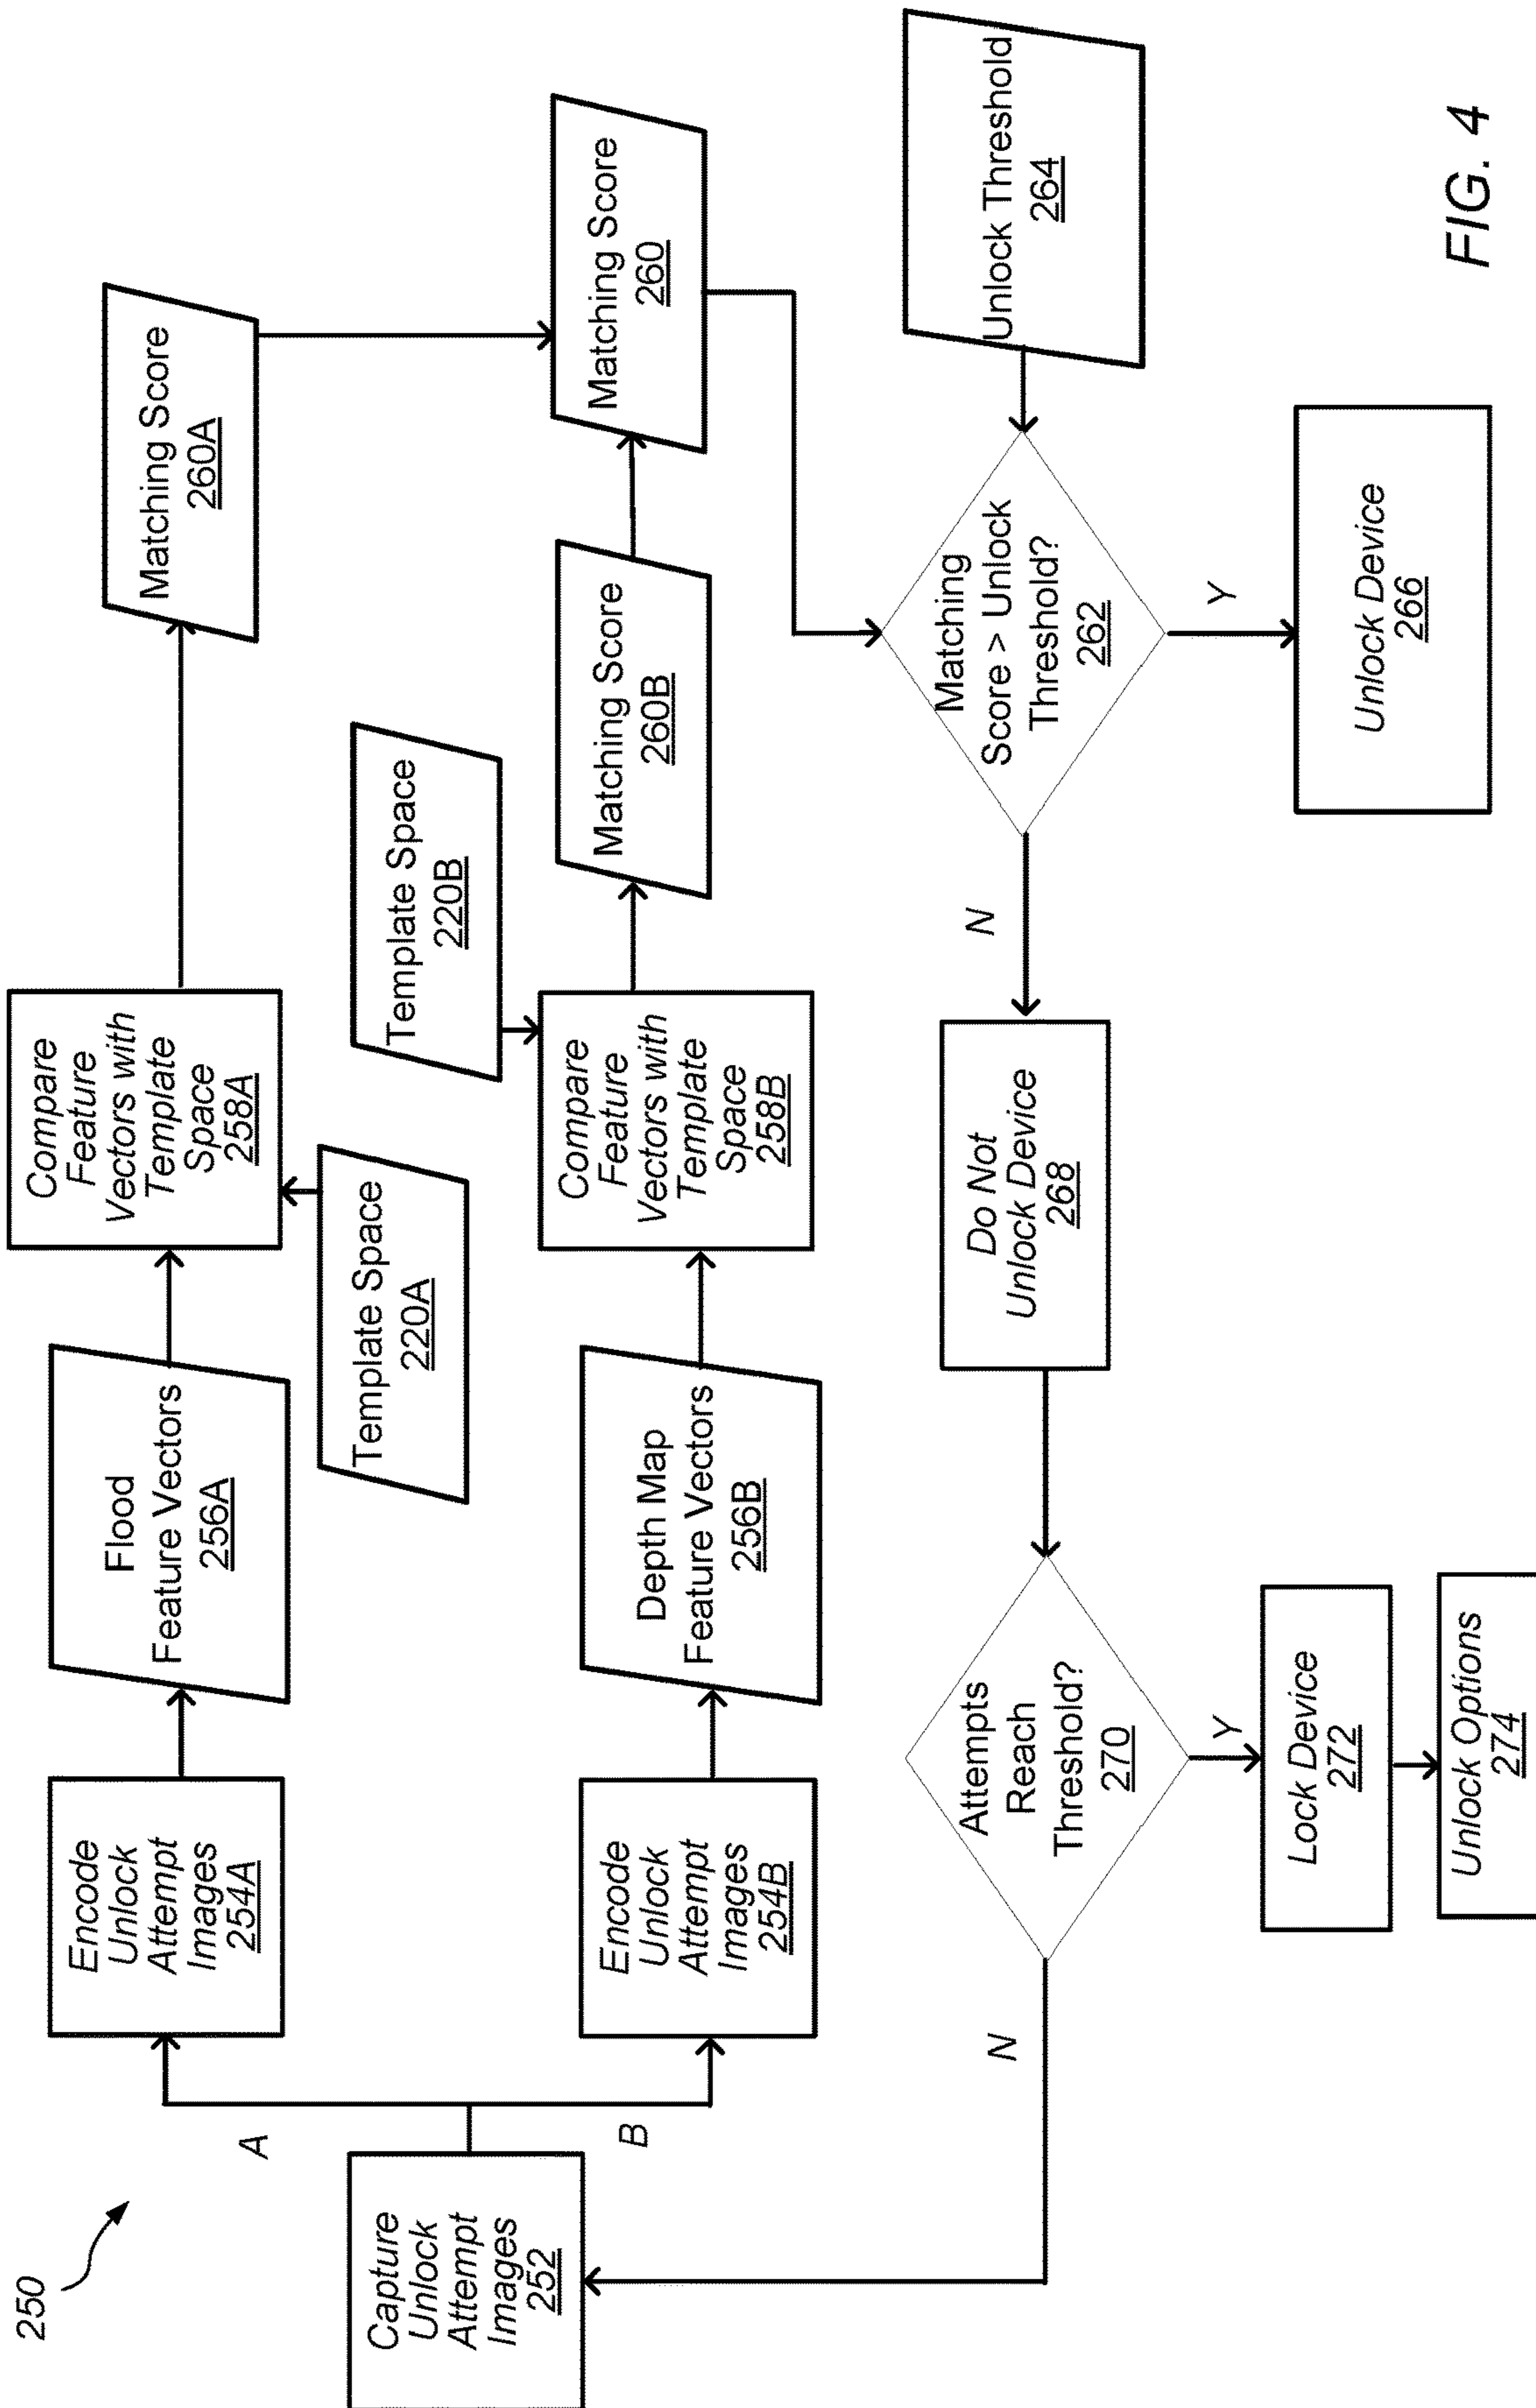 250
Capture
Unlock
Attempt
Images
252
A
B
Encode
Unlock
Attempt
Images
254A
Flood
Feature Vectors
256A
Template Space
220A
Compare
Feature
Vectors with
Template
Space
258A
Matching Score
260A
Encode
Unlock
Attempt
Images
254B
Depth Map
Feature Vectors
256B
Template Space
220B
Compare
Feature
Vectors with
Template
Space
258B
Matching Score
260B
Matching Score
260
Unlock Threshold
264
Matching
Score > Unlock
Threshold?
262
Y
Unlock Device
266
N
Do Not
Unlock Device
268
Attempts
Reach
Threshold?
270
N
Y
Lock Device
272
Unlock Options
274
FIG. 4